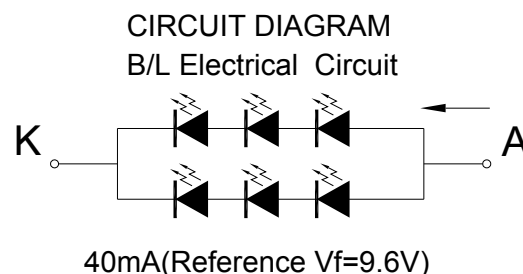 CIRCUIT DIAGRAM
B/L Electrical Circuit
K A
40mA(Reference Vf=9.6V)